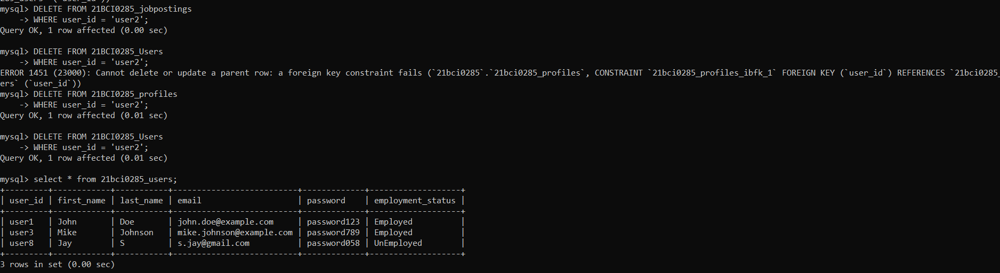 285_users` (`user_id`))
mysql> DELETE FROM 21BCI0285_jobpostings
    -> WHERE user_id = 'user2';
Query OK, 1 row affected (0.00 sec)

mysql> DELETE FROM 21BCI0285_Users
    -> WHERE user_id = 'user2';
ERROR 1451 (23000): Cannot delete or update a parent row: a foreign key constraint fails (`21bci0285`.`21bci0285_profiles`, CONSTRAINT `21bci0285_profiles_ibfk_1` FOREIGN KEY (`user_id`) REFERENCES `21bci0285_
ers` (`user_id`))
mysql> DELETE FROM 21BCI0285_profiles
    -> WHERE user_id = 'user2';
Query OK, 1 row affected (0.01 sec)

mysql> DELETE FROM 21BCI0285_Users
    -> WHERE user_id = 'user2';
Query OK, 1 row affected (0.01 sec)

mysql> select * from 21bci0285_users;
+---------+------------+-----------+--------------------------+-------------+-------------------+
| user_id | first_name | last_name | email                    | password    | employment_status |
+---------+------------+-----------+--------------------------+-------------+-------------------+
| user1   | John       | Doe       | john.doe@example.com     | password123 | Employed          |
| user3   | Mike       | Johnson   | mike.johnson@example.com | password789 | Employed          |
| user8   | Jay        | S         | s.jay@gmail.com          | password058 | UnEmployed        |
+---------+------------+-----------+--------------------------+-------------+-------------------+
3 rows in set (0.00 sec)